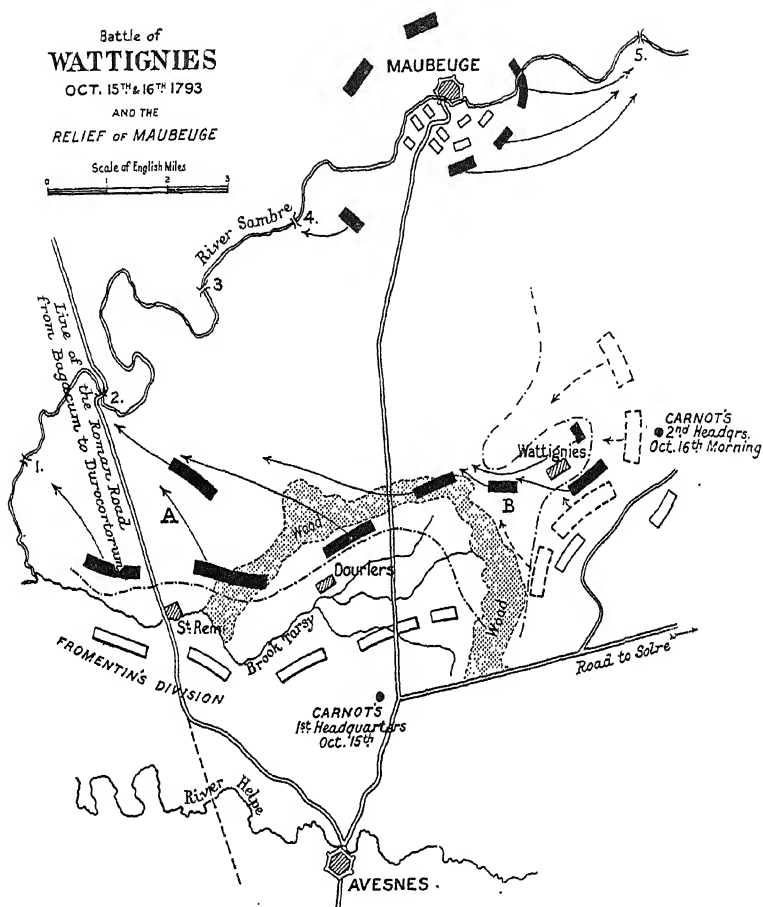 Battle of
WATTIGNIES
OCT. 15TH & 16TH 1793
AND THE
RELIEF OF MAUBEUGE
Scale of English Miles
0 1 2 3
MAUBEUGE
5.
River Sambre
4.
3
2.
1.
Line of the Roman Road
from Bagacum to Durocortorum
Wattignies
CARNOT'S
2nd Headqrs.
Oct. 16th Morning
A
B
Wood
Dourlers
St. Remi
Brook Tarsy
Wood
FROMENTIN'S DIVISION
Road to Solre
CARNOT'S
1st Headquarters
Oct. 15th
River Helpe
AVESNES.